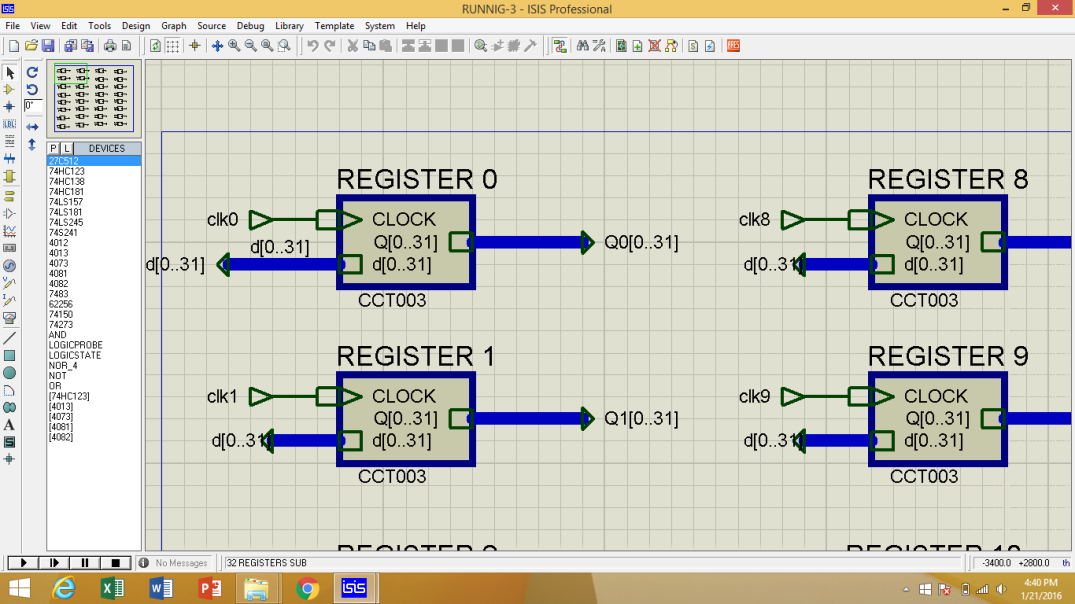 ISIS
RUNNIG-3 - ISIS Professional
File View Edit Tools Design Graph Source Debug Library Template System Help
0°
P L DEVICES
27C512
74HC123
74HC138
74HC181
74LS157
74LS181
74LS245
74S241
4012
4013
4073
4081
4082
7483
62256
74150
74273
AND
LOGICPROBE
LOGICSTATE
NOR_4
NOT
OR
[74HC123]
[4013]
[4073]
[4081]
[4082]
LBL
A
REGISTER 0
clk0
CLOCK
Q[0..31]
Q0[0..31]
d[0..31]
d[0..31]
d[0..31]
CCT003
REGISTER 8
clk8
CLOCK
Q[0..31]
d[0..31]
d[0..31]
CCT003
REGISTER 1
clk1
CLOCK
Q[0..31]
Q1[0..31]
d[0..31]
d[0..31]
CCT003
REGISTER 9
clk9
CLOCK
Q[0..31]
d[0..31]
d[0..31]
CCT003
No Messages
32 REGISTERS SUB
-3400.0 +2800.0 th
isis
4:40 PM
1/21/2016